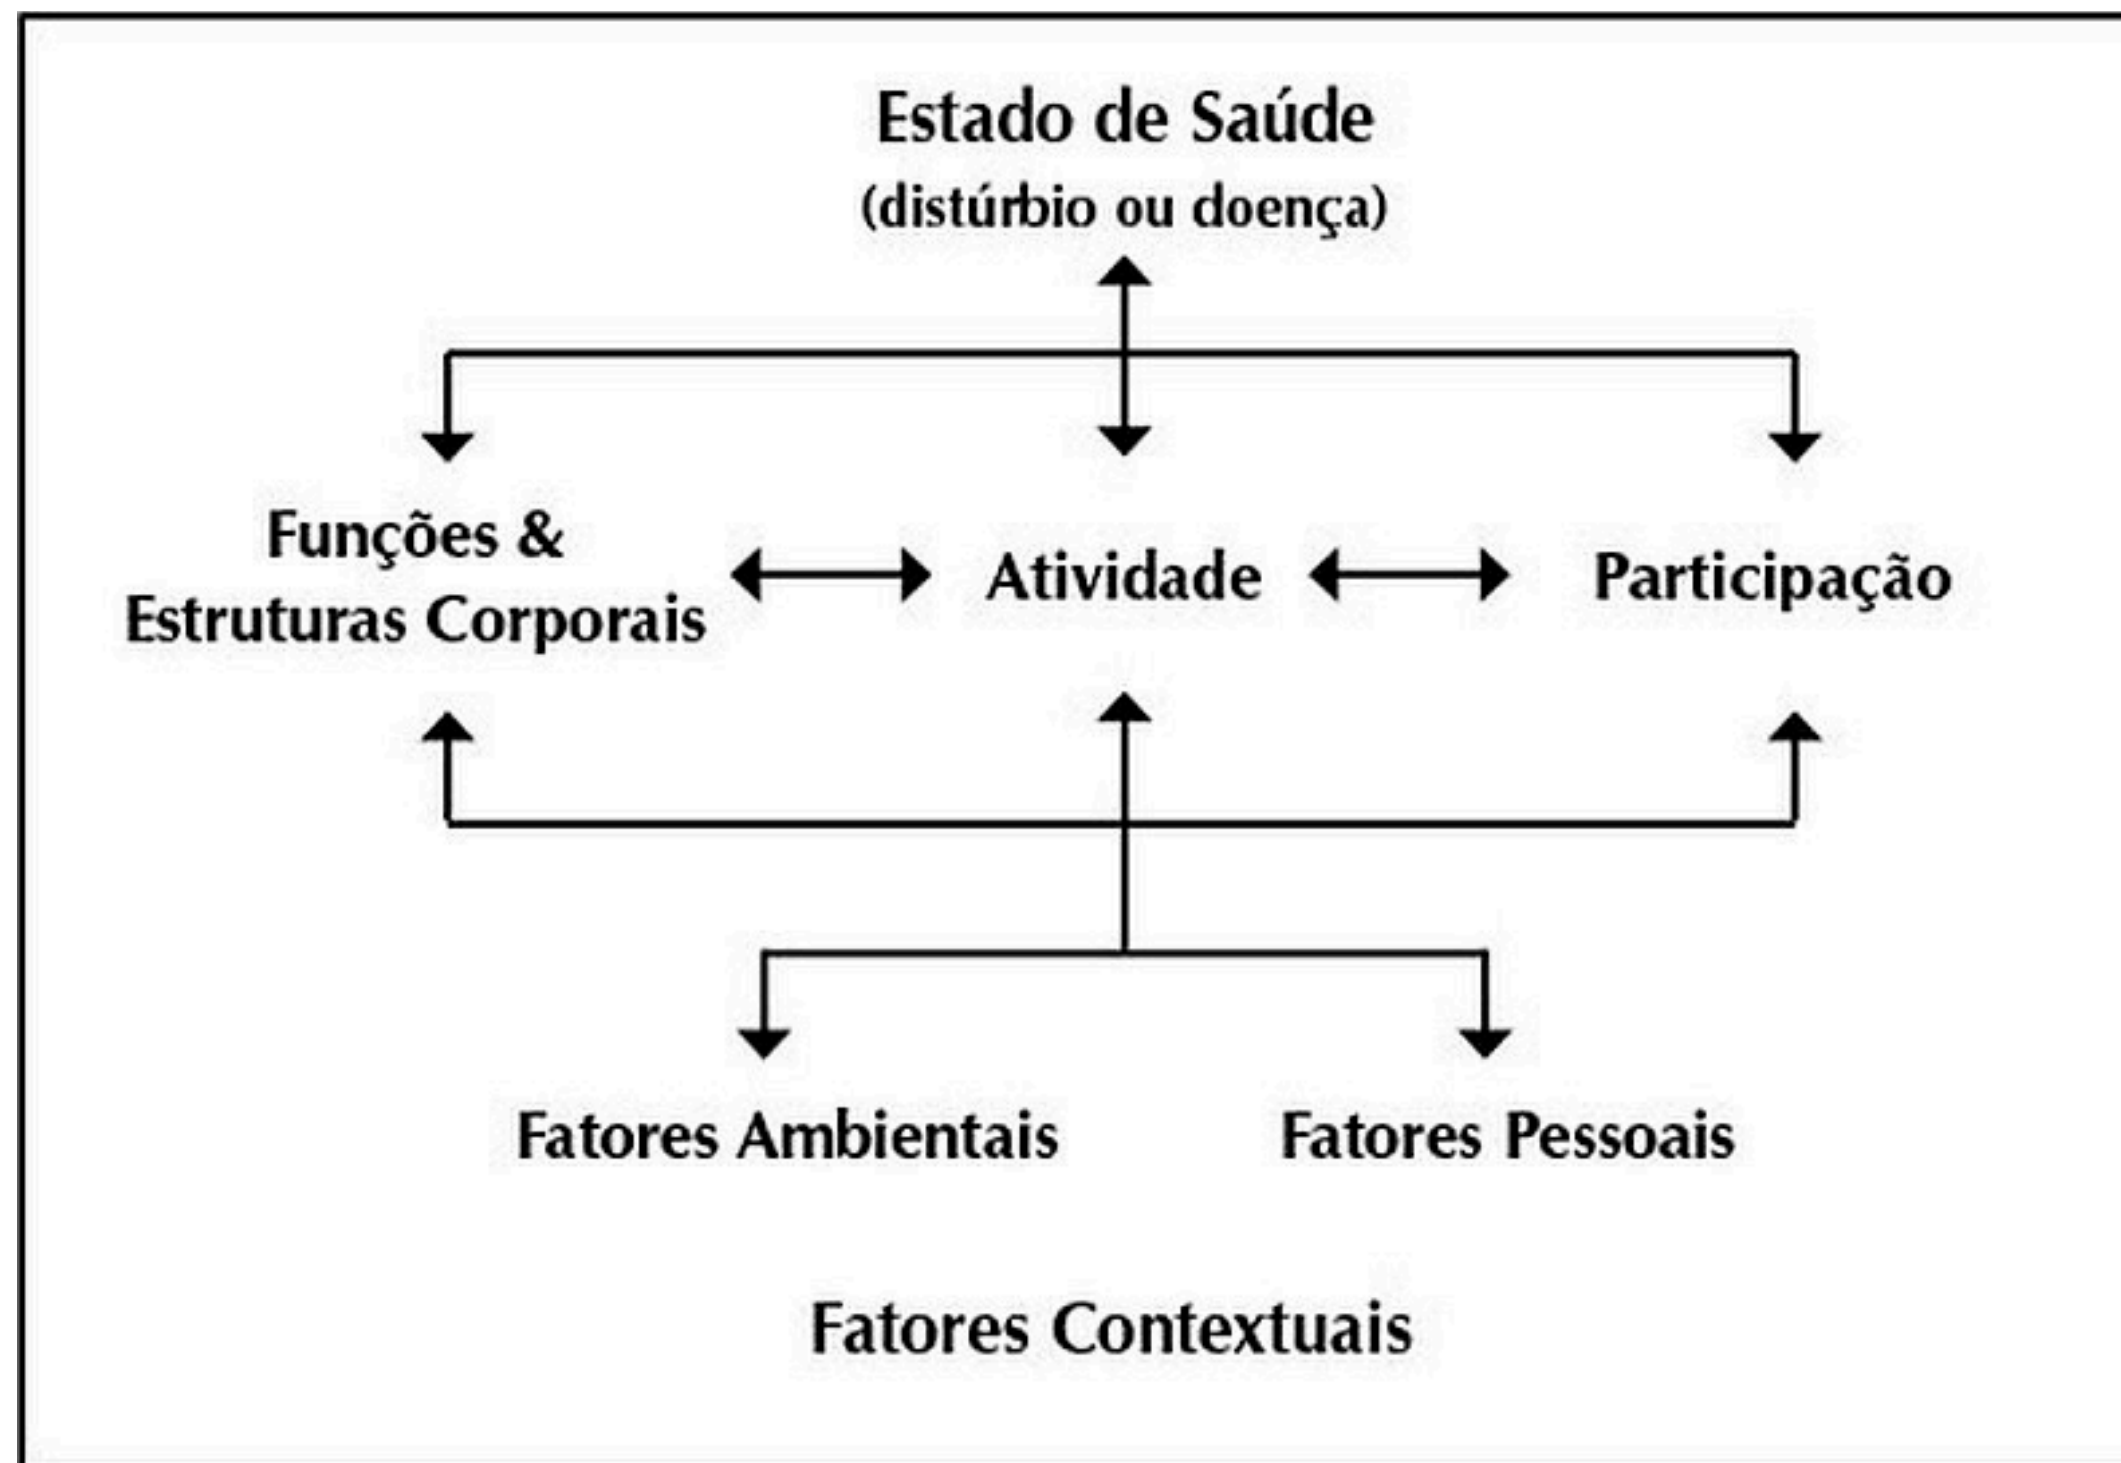 Estado de Saúde
(distúrbio ou doença)
Funções &
Estruturas Corporais
Atividade
Participação
Fatores Ambientais
Fatores Pessoais
Fatores Contextuais